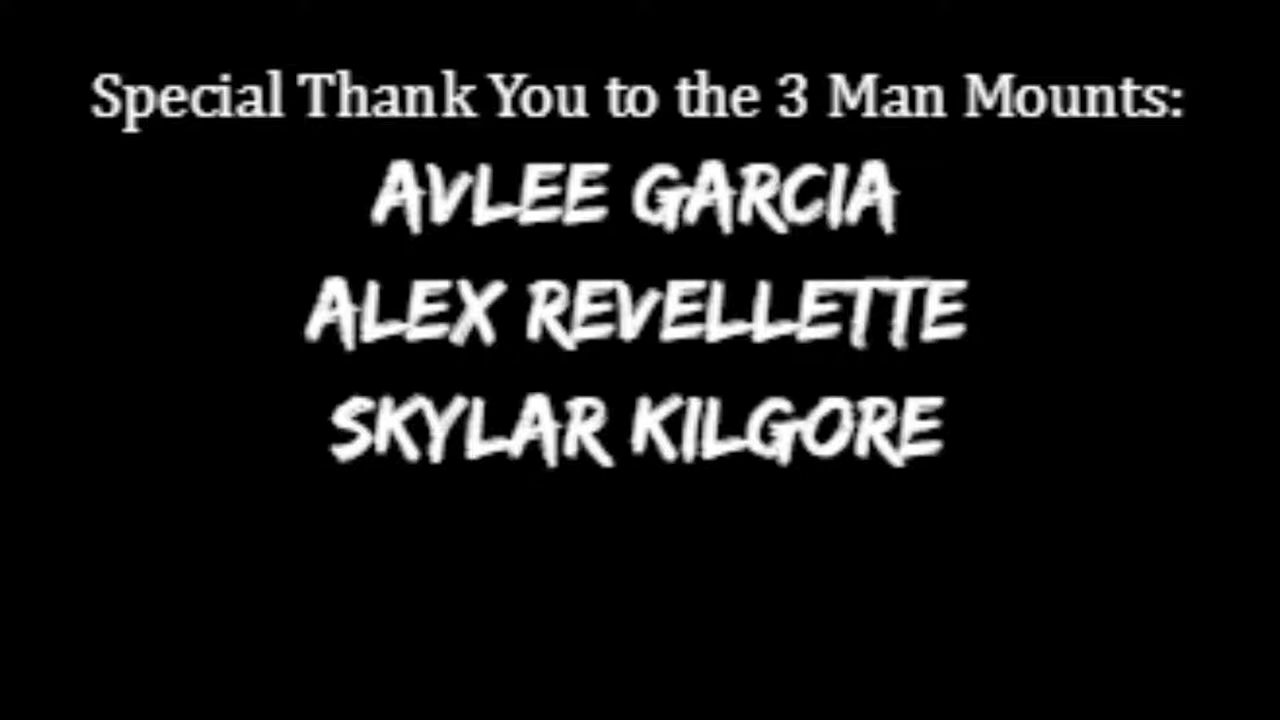 Special Thank You to the 3 Man Mounts:
AVLEE GARCIA
ALEX REVELLETTE
SKYLAR KILGORE